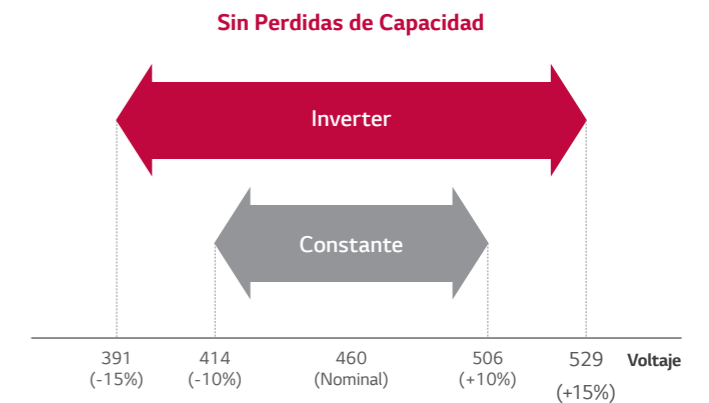 Sin Perdidas de Capacidad
Inverter
Constante
391 414 460 506 529 Voltaje
(-15%) (-10%) (Nominal) (+10%) (+15%)